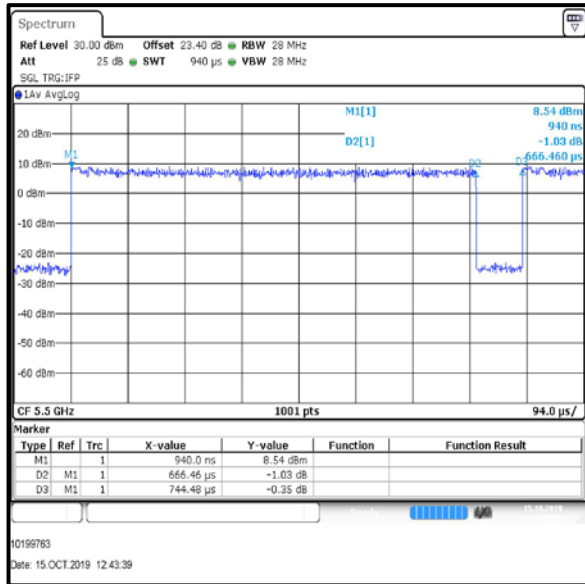 Spectrum
Ref Level 30.00 dBm Offset 23.40 dB RBW 28 MHz
Att 25 dB SWT 940 µs VBW 28 MHz
SGL TRG:IFP
1Av AvgLog
M1[1] 8.54 dBm
940 ns
D2[1] -1.03 dB
666.460 µs
20 dBm
10 dBm
M1
D2
0 dBm
-10 dBm
-20 dBm
-30 dBm
-40 dBm
-50 dBm
-60 dBm
CF 5.5 GHz 1001 pts 94.0 µs/
Marker
Type Ref Trc X-value Y-value Function Function Result
M1 1 940.0 ns 8.54 dBm
D2 M1 1 666.46 µs -1.03 dB
D3 M1 1 744.48 µs -0.35 dB
15.10.2019
10199763
Date: 15.OCT.2019 12:43:39